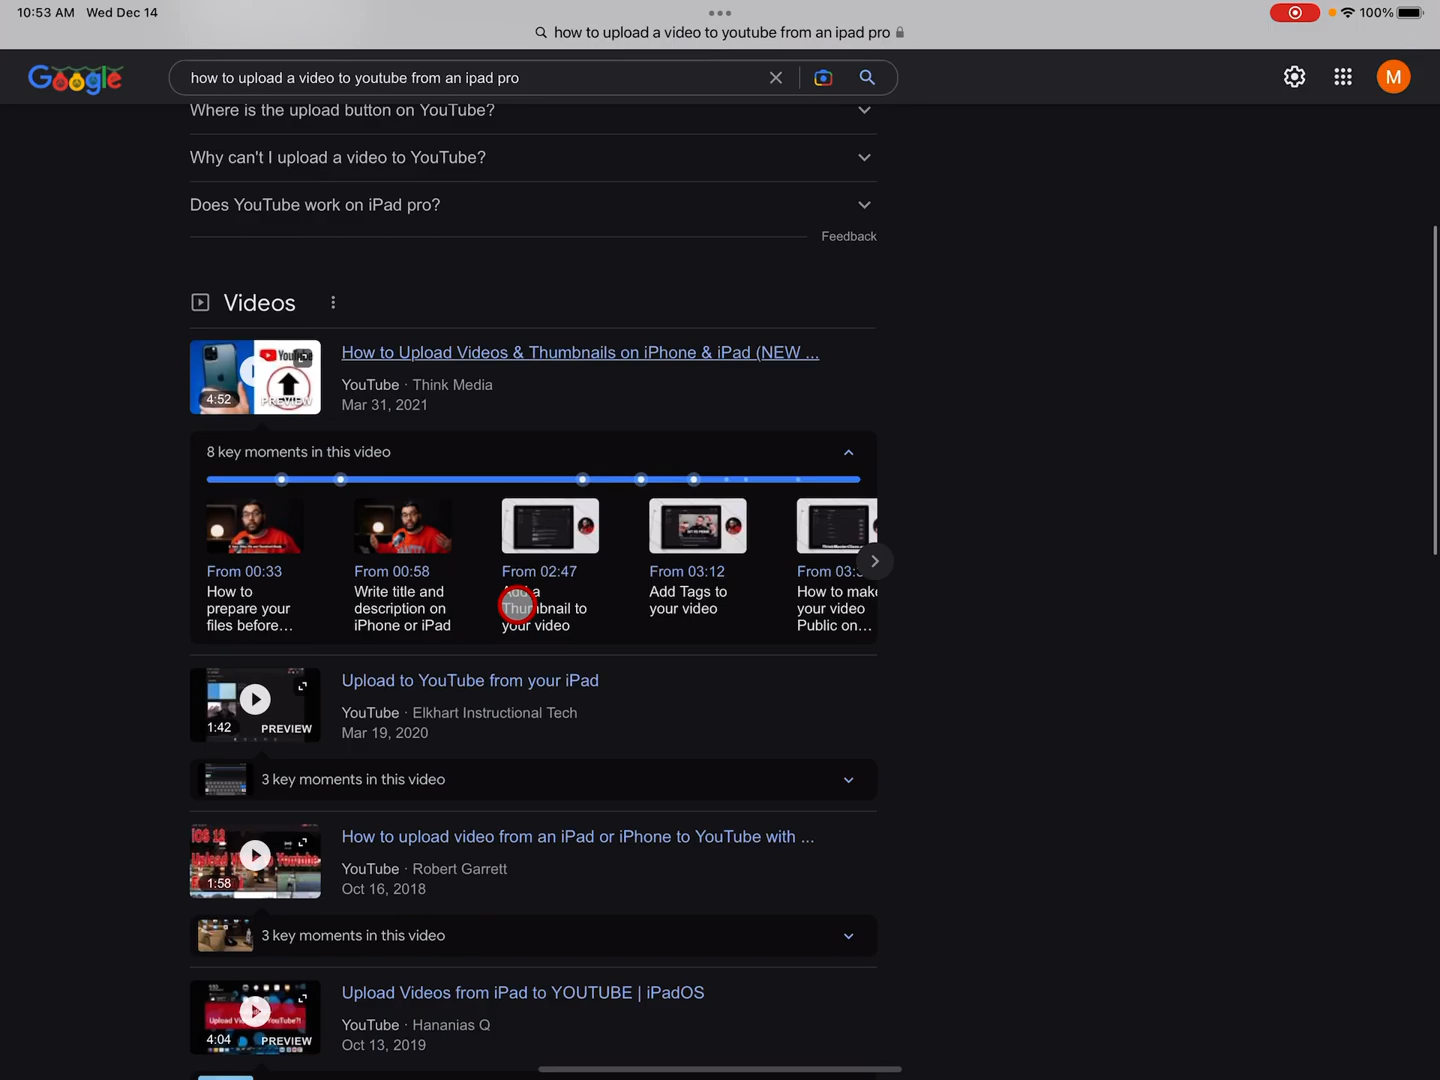 10:53 AM Wed Dec 14
100%
how to upload a video to youtube from an ipad pro
Google
how to upload a video to youtube from an ipad pro
M
Where is the upload button on YouTube?
Why can't I upload a video to YouTube?
Does YouTube work on iPad pro?
Feedback
Videos
How to Upload Videos & Thumbnails on iPhone & iPad (NEW ...
YouTube · Think Media
Mar 31, 2021
YouTube
4:52
PREVIEW
8 key moments in this video
From 00:33
How to
prepare your
files before...
From 00:58
Write title and
description on
iPhone or iPad
From 02:47
Add a
Thumbnail to
your video
From 03:12
Add Tags to
your video
From 03:
How to make
your video
Public on...
Upload to YouTube from your iPad
YouTube · Elkhart Instructional Tech
Mar 19, 2020
1:42
PREVIEW
3 key moments in this video
How to upload video from an iPad or iPhone to YouTube with ...
YouTube · Robert Garrett
Oct 16, 2018
1:58
3 key moments in this video
Upload Videos from iPad to YOUTUBE | iPadOS
YouTube · Hananias Q
Oct 13, 2019
4:04
PREVIEW